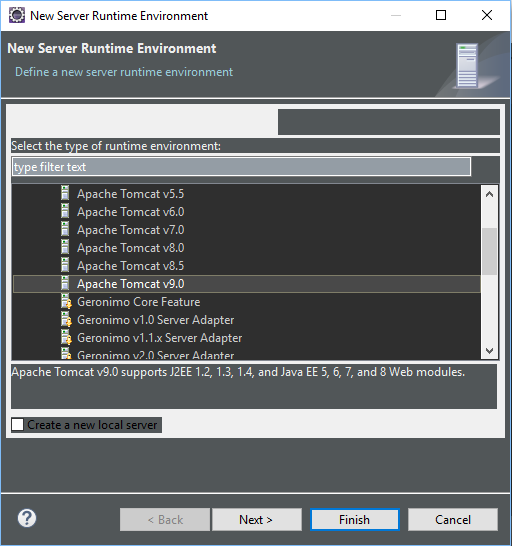 New Server Runtime Environment
New Server Runtime Environment
Define a new server runtime environment
Select the type of runtime environment:
type filter text
Apache Tomcat v5.5
Apache Tomcat v6.0
Apache Tomcat v7.0
Apache Tomcat v8.0
Apache Tomcat v8.5
Apache Tomcat v9.0
Geronimo Core Feature
Geronimo v1.0 Server Adapter
Geronimo v1.1.x Server Adapter
Geronimo v2.0 Server Adapter
Apache Tomcat v9.0 supports J2EE 1.2, 1.3, 1.4, and Java EE 5, 6, 7, and 8 Web modules.
Create a new local server
? < Back Next > Finish Cancel